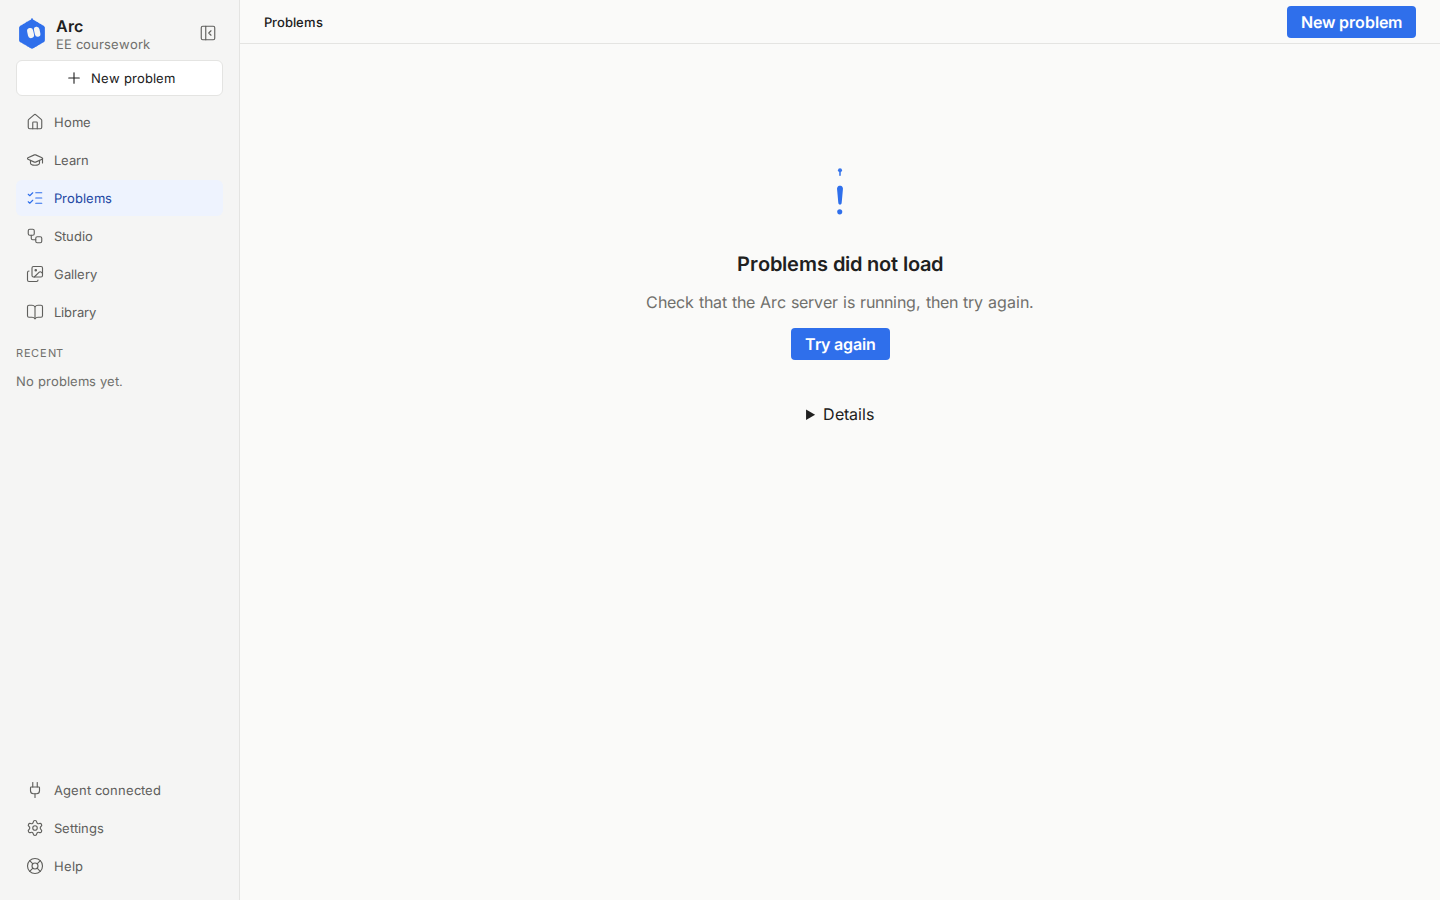 Arc
EE coursework
New problem
Home
Learn
Problems
Studio
Gallery
Library
RECENT
No problems yet.
Agent connected
Settings
Help
Problems
New problem
Problems did not load
Check that the Arc server is running, then try again.
Try again
Details